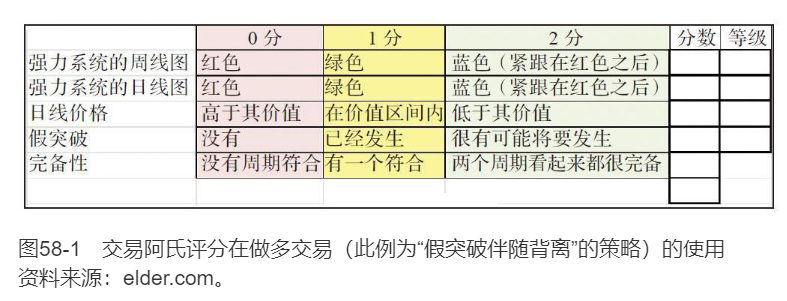 0 分 1 分 2 分 分数 等级
强力系统的周线图 红色 绿色 蓝色（紧跟在红色之后）
强力系统的日线图 红色 绿色 蓝色（紧跟在红色之后）
日线价格 高于其价值 在价值区间内 低于其价值
假突破 没有 已经发生 很有可能将要发生
完备性 没有周期符合 有一个符合 两个周期看起来都很完备
图58-1 交易阿氏评分在做多交易（此例为“假突破伴随背离”的策略）的使用
资料来源：elder.com。